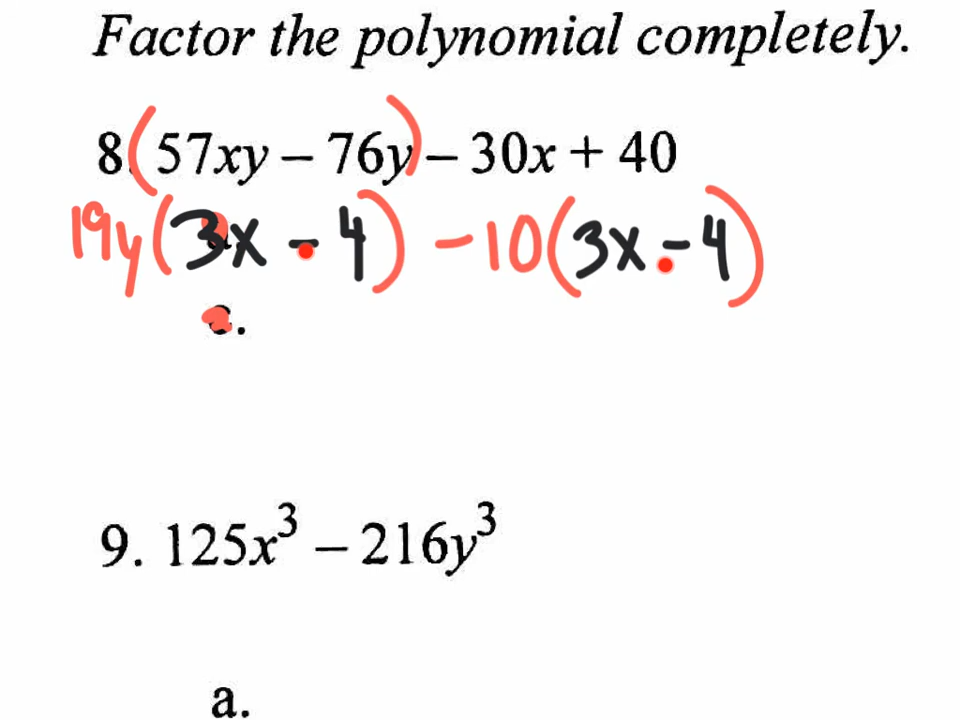 Factor the polynomial completely.
8. (57xy – 76y) – 30x + 40
19y(3x - 4) - 10(3x - 4)
9. 125x³ – 216y³
a.